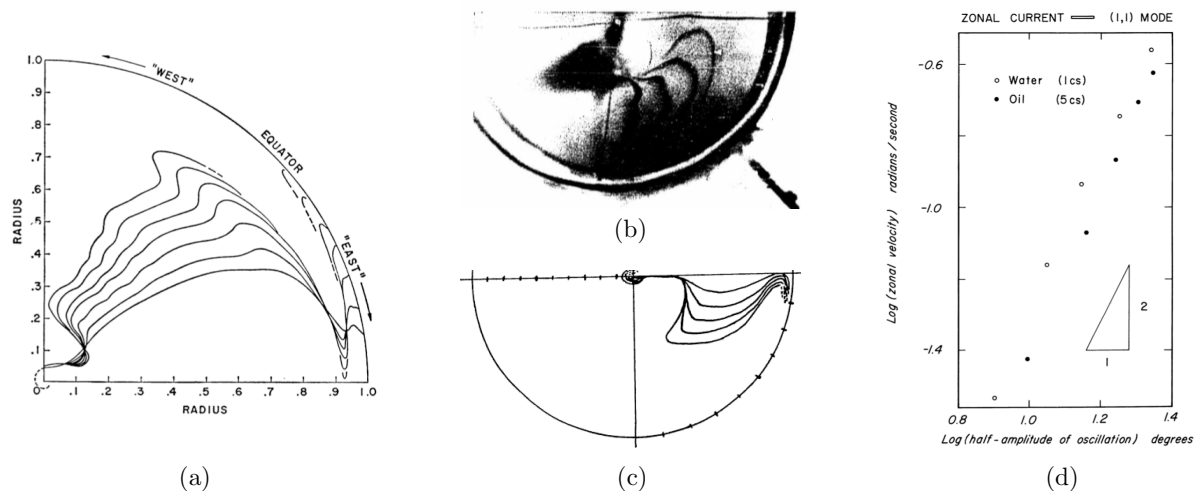 1.0
.9
.8
.7
.6
.5
.4
.3
.2
.1
0
RADIUS
.1
.2
.3
.4
.5
.6
.7
.8
.9
1.0
RADIUS
"WEST"
EQUATOR
"EAST"
(a)
(b)
(c)
ZONAL CURRENT (1,1) MODE
Water (1cs)
Oil (5cs)
-0.6
-1.0
-1.4
Log (zonal velocity) radians/second
2
1
0.8
1.0
1.2
1.4
Log (half-amplitude of oscillation) degrees
(d)